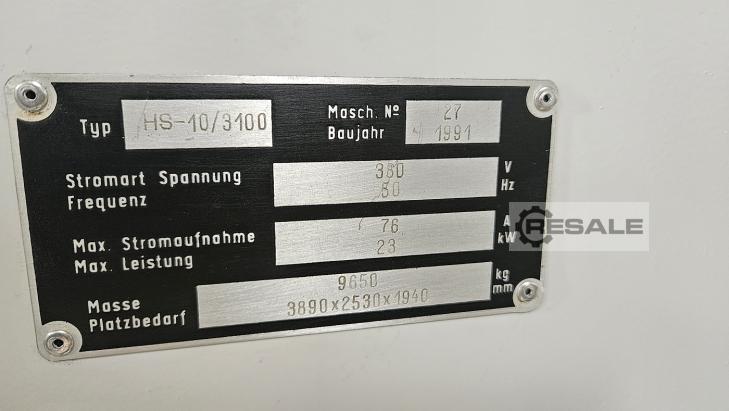 Typ HS-10/3100 Masch. Nº 27
Baujahr 1991
Stromart Spannung 380 V
Frequenz 50 Hz
Max. Stromaufnahme 76 A
Max. Leistung 23 kW
Masse 9650 kg
Platzbedarf 3890x2530x1940 mm
RESALE